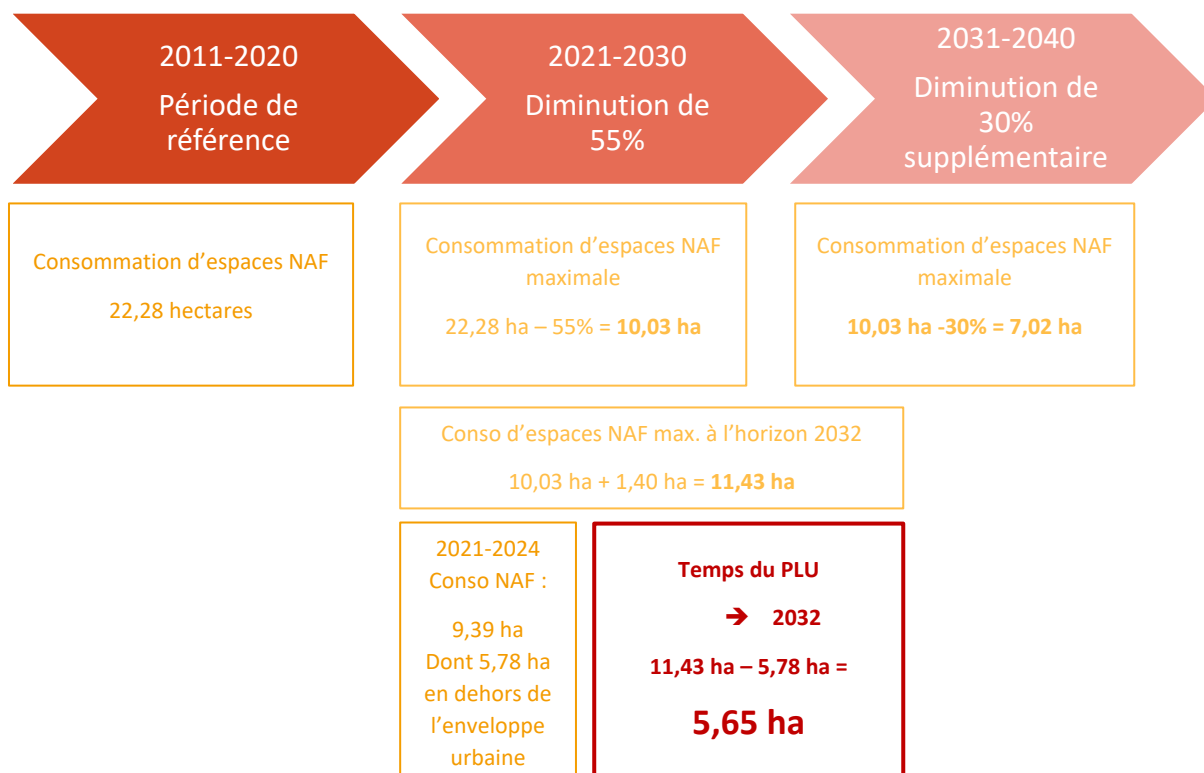 2011-2020
Période de
référence
2021-2030
Diminution de
55%
2031-2040
Diminution de
30%
supplémentaire
Consommation d'espaces NAF
22,28 hectares
Consommation d'espaces NAF
maximale
22,28 ha – 55% = 10,03 ha
Consommation d'espaces NAF
maximale
10,03 ha -30% = 7,02 ha
Conso d'espaces NAF max. à l'horizon 2032
10,03 ha + 1,40 ha = 11,43 ha
2021-2024
Conso NAF :
9,39 ha
Dont 5,78 ha
en dehors de
l'enveloppe
urbaine
Temps du PLU
➔ 2032
11,43 ha – 5,78 ha =
5,65 ha